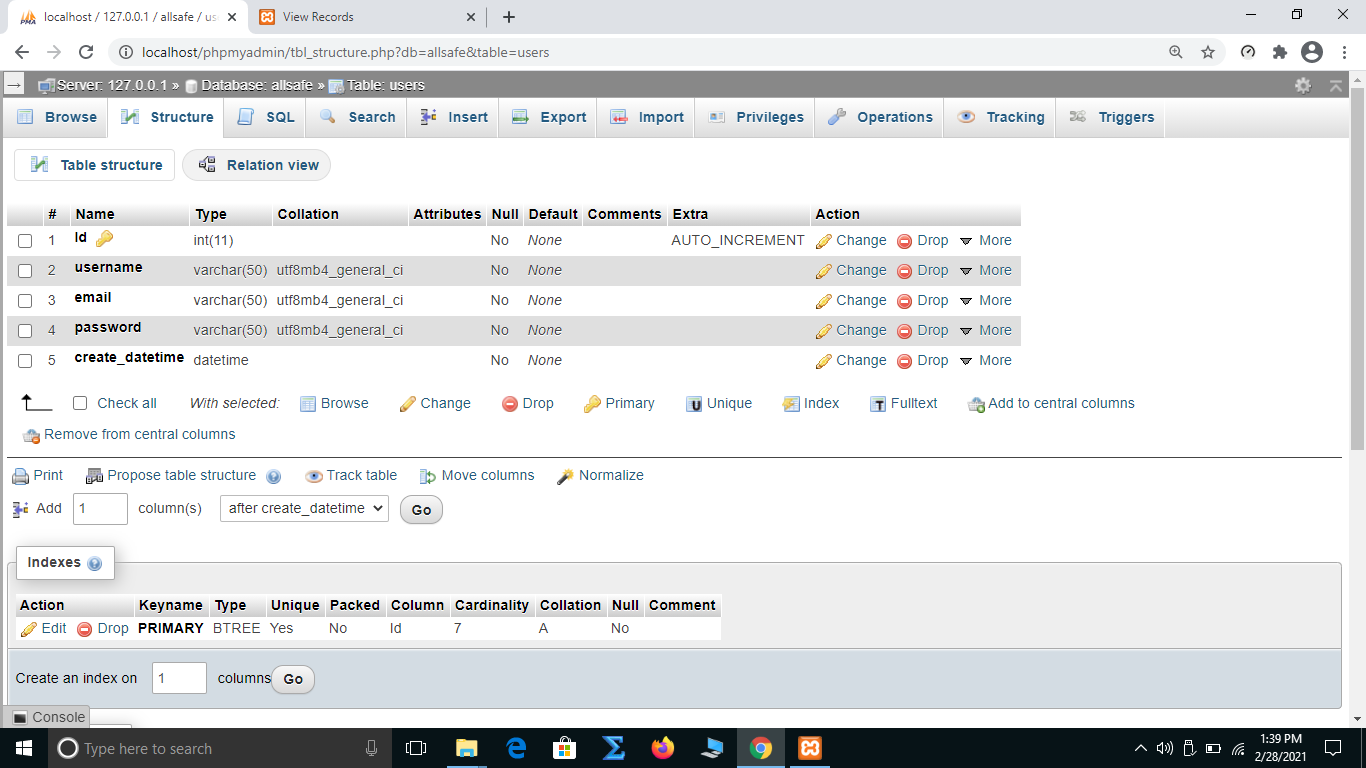 localhost / 127.0.0.1 / allsafe / us
View Records
localhost/phpmyadmin/tbl_structure.php?db=allsafe&table=users
Server: 127.0.0.1 » Database: allsafe » Table: users
Browse Structure SQL Search Insert Export Import Privileges Operations Tracking Triggers
Table structure Relation view
# Name Type Collation Attributes Null Default Comments Extra Action
1 Id int(11) No None AUTO_INCREMENT Change Drop More
2 username varchar(50) utf8mb4_general_ci No None Change Drop More
3 email varchar(50) utf8mb4_general_ci No None Change Drop More
4 password varchar(50) utf8mb4_general_ci No None Change Drop More
5 create_datetime datetime No None Change Drop More
Check all With selected: Browse Change Drop Primary Unique Index Fulltext Add to central columns
Remove from central columns
Print Propose table structure Track table Move columns Normalize
Add 1 column(s) after create_datetime Go
Indexes
Action Keyname Type Unique Packed Column Cardinality Collation Null Comment
Edit Drop PRIMARY BTREE Yes No Id 7 A No
Create an index on 1 columns Go
Console
Type here to search
1:39 PM
2/28/2021